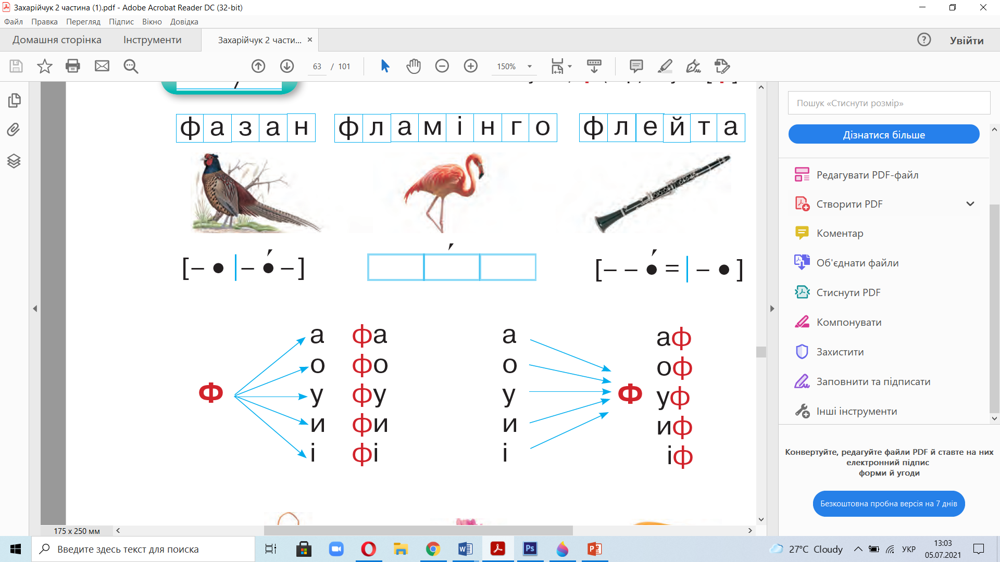 Захарійчук 2 частина (1).pdf - Adobe Acrobat Reader DC (32-bit)
Файл Правка Перегляд Підпис Вікно Довідка
Домашня сторінка Інструменти Захарійчук 2 части... × Увійти
63 / 101 150%
фазан фламінго флейта
[– ● | – ●́ –] [– – ●́ = | – ●]
а фа а аф
о фо о оф
ф у фу у ф уф
и фи и иф
і фі і іф
Пошук «Стиснути розмір»
Дізнатися більше
Редагувати PDF-файл
Створити PDF
Коментар
Об'єднати файли
Стиснути PDF
Компонувати
Захистити
Заповнити та підписати
Інші інструменти
Конвертуйте, редагуйте файли PDF й ставте на них
електронний підпис
форми й угоди
Безкоштовна пробна версія на 7 днів
175 x 250 мм
Введите здесь текст для поиска
27°C Cloudy УКР 13:03
05.07.2021